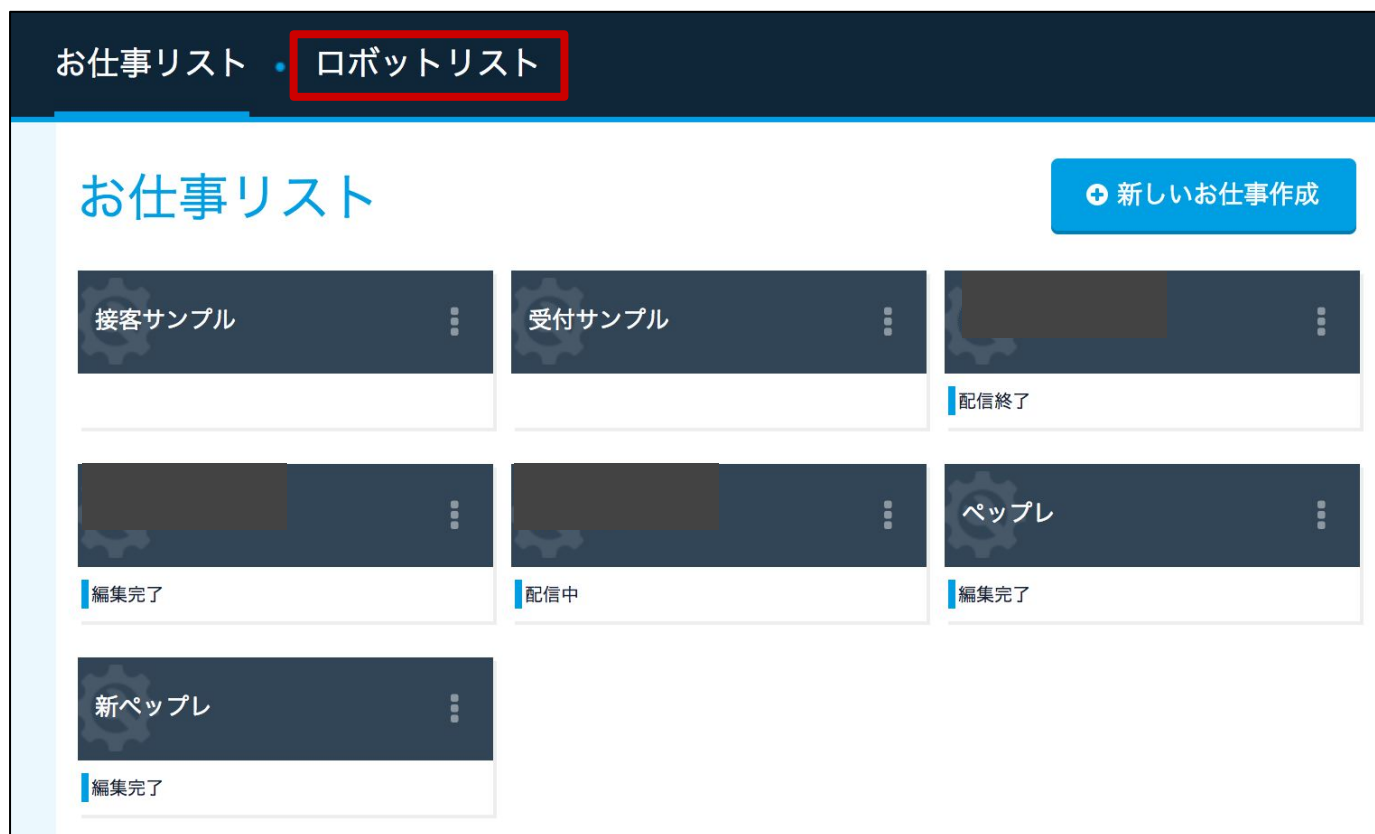 お仕事リスト・ロボットリスト
お仕事リスト
新しいお仕事作成
接客サンプル
受付サンプル
配信終了
ペップレ
編集完了
配信中
編集完了
新ペップレ
編集完了